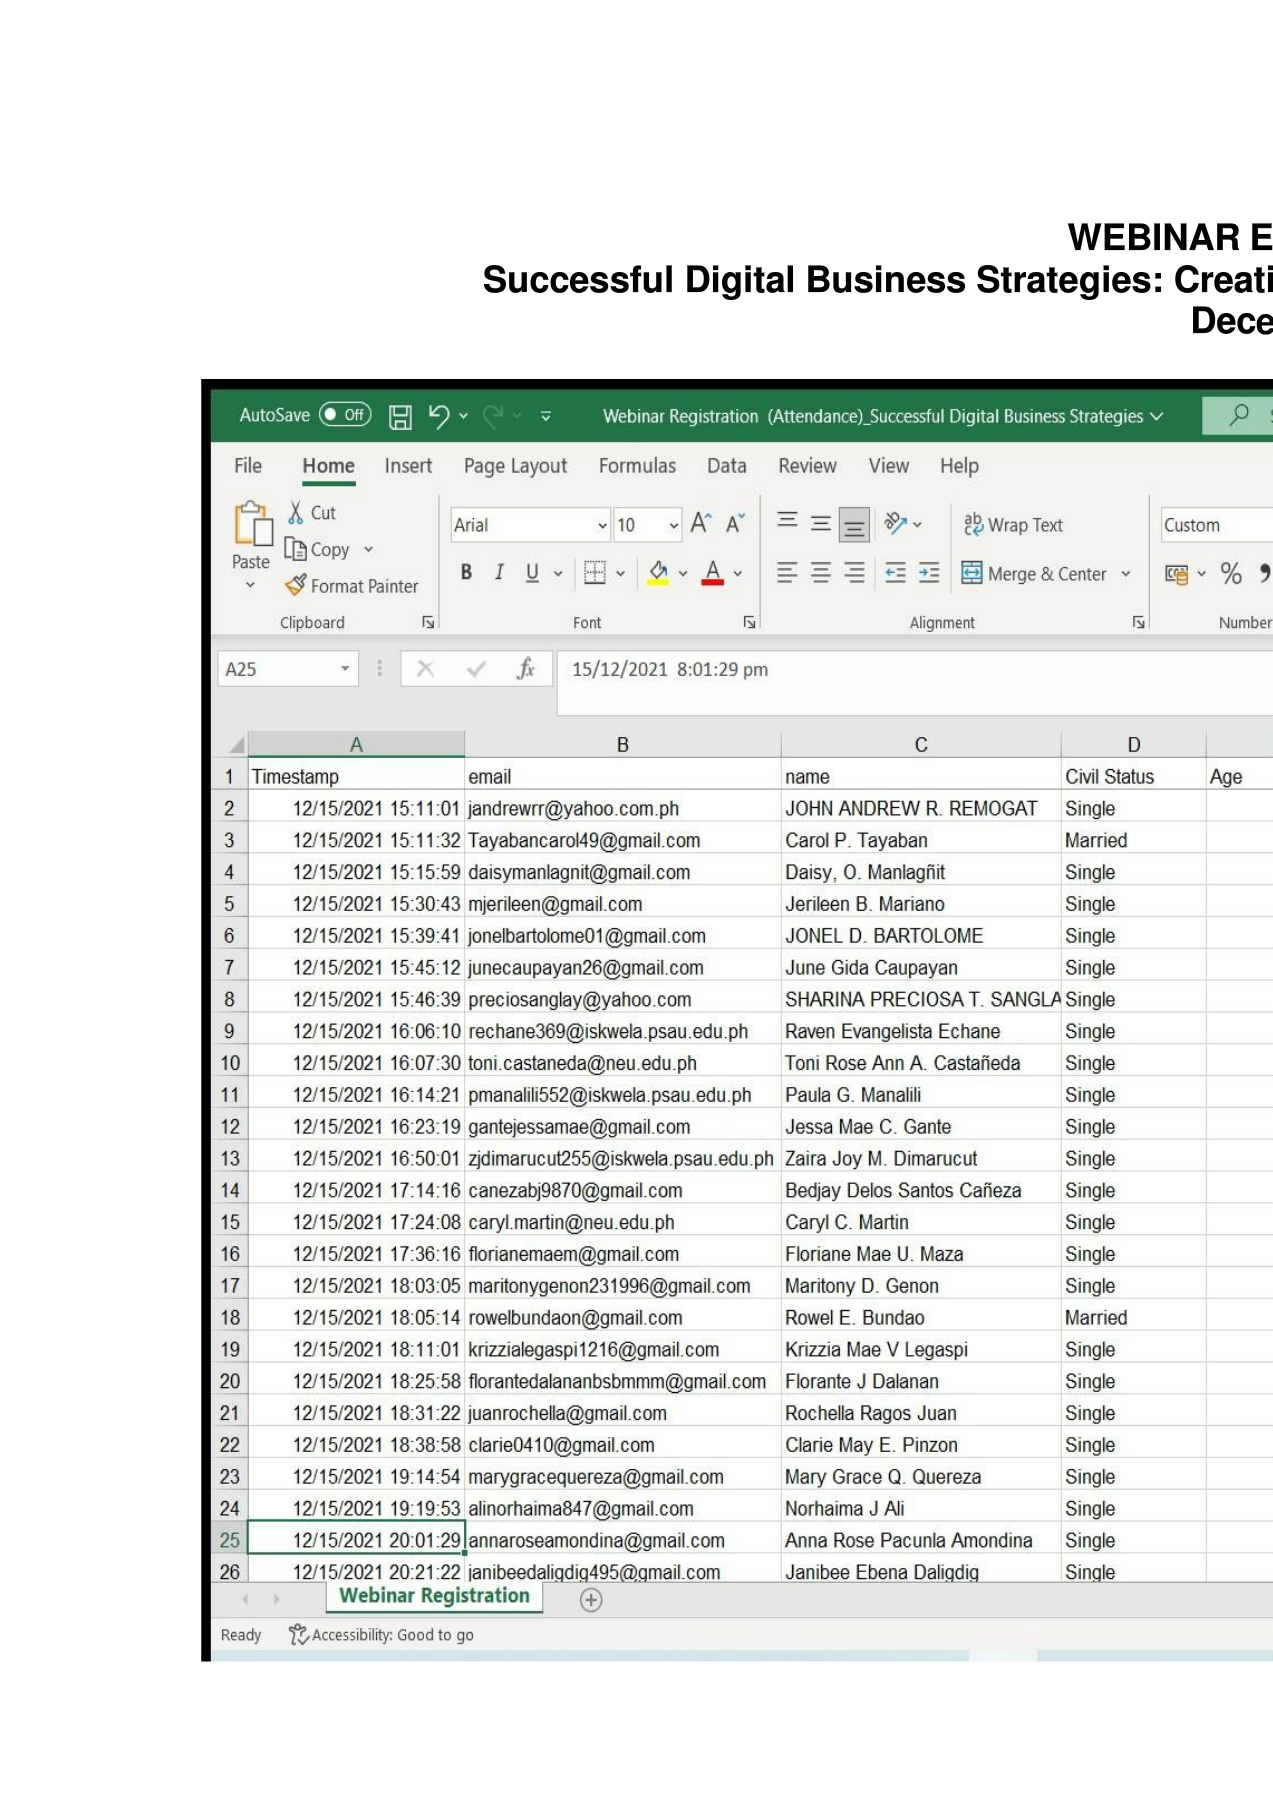 WEBINAR E
Successful Digital Business Strategies: Creati
Dece
AutoSave Off Webinar Registration (Attendance)_Successful Digital Business Strategies
File Home Insert Page Layout Formulas Data Review View Help
Paste Cut Copy Format Painter
Arial 10 A A Wrap Text Custom
B I U A Merge & Center % ,
Clipboard Font Alignment Number
A25 fx 15/12/2021 8:01:29 pm
A B C D
1 Timestamp email name Civil Status Age
2 12/15/2021 15:11:01 jandrewrr@yahoo.com.ph JOHN ANDREW R. REMOGAT Single
3 12/15/2021 15:11:32 Tayabancarol49@gmail.com Carol P. Tayaban Married
4 12/15/2021 15:15:59 daisymanlagnit@gmail.com Daisy, O. Manlagñit Single
5 12/15/2021 15:30:43 mjerileen@gmail.com Jerileen B. Mariano Single
6 12/15/2021 15:39:41 jonelbartolome01@gmail.com JONEL D. BARTOLOME Single
7 12/15/2021 15:45:12 junecaupayan26@gmail.com June Gida Caupayan Single
8 12/15/2021 15:46:39 preciosanglay@yahoo.com SHARINA PRECIOSA T. SANGLA Single
9 12/15/2021 16:06:10 rechane369@iskwela.psau.edu.ph Raven Evangelista Echane Single
10 12/15/2021 16:07:30 toni.castaneda@neu.edu.ph Toni Rose Ann A. Castañeda Single
11 12/15/2021 16:14:21 pmanalili552@iskwela.psau.edu.ph Paula G. Manalili Single
12 12/15/2021 16:23:19 gantejessamae@gmail.com Jessa Mae C. Gante Single
13 12/15/2021 16:50:01 zjdimarucut255@iskwela.psau.edu.ph Zaira Joy M. Dimarucut Single
14 12/15/2021 17:14:16 canezabj9870@gmail.com Bedjay Delos Santos Cañeza Single
15 12/15/2021 17:24:08 caryl.martin@neu.edu.ph Caryl C. Martin Single
16 12/15/2021 17:36:16 florianemaem@gmail.com Floriane Mae U. Maza Single
17 12/15/2021 18:03:05 maritonygenon231996@gmail.com Maritony D. Genon Single
18 12/15/2021 18:05:14 rowelbundaon@gmail.com Rowel E. Bundao Married
19 12/15/2021 18:11:01 krizzialegaspi1216@gmail.com Krizzia Mae V Legaspi Single
20 12/15/2021 18:25:58 florantedalananbsbmmm@gmail.com Florante J Dalanan Single
21 12/15/2021 18:31:22 juanrochella@gmail.com Rochella Ragos Juan Single
22 12/15/2021 18:38:58 clarie0410@gmail.com Clarie May E. Pinzon Single
23 12/15/2021 19:14:54 marygracequereza@gmail.com Mary Grace Q. Quereza Single
24 12/15/2021 19:19:53 alinorhaima847@gmail.com Norhaima J Ali Single
25 12/15/2021 20:01:29 annaroseamondina@gmail.com Anna Rose Pacunla Amondina Single
26 12/15/2021 20:21:22 janibeedaligdig495@gmail.com Janibee Ebena Daligdig Single
Webinar Registration
Ready Accessibility: Good to go